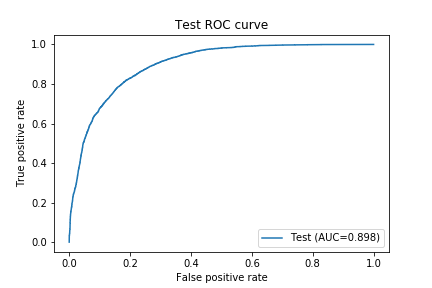 Test ROC curve
True positive rate
1.0
0.8
0.6
0.4
0.2
0.0
Test (AUC=0.898)
0.0 0.2 0.4 0.6 0.8 1.0
False positive rate